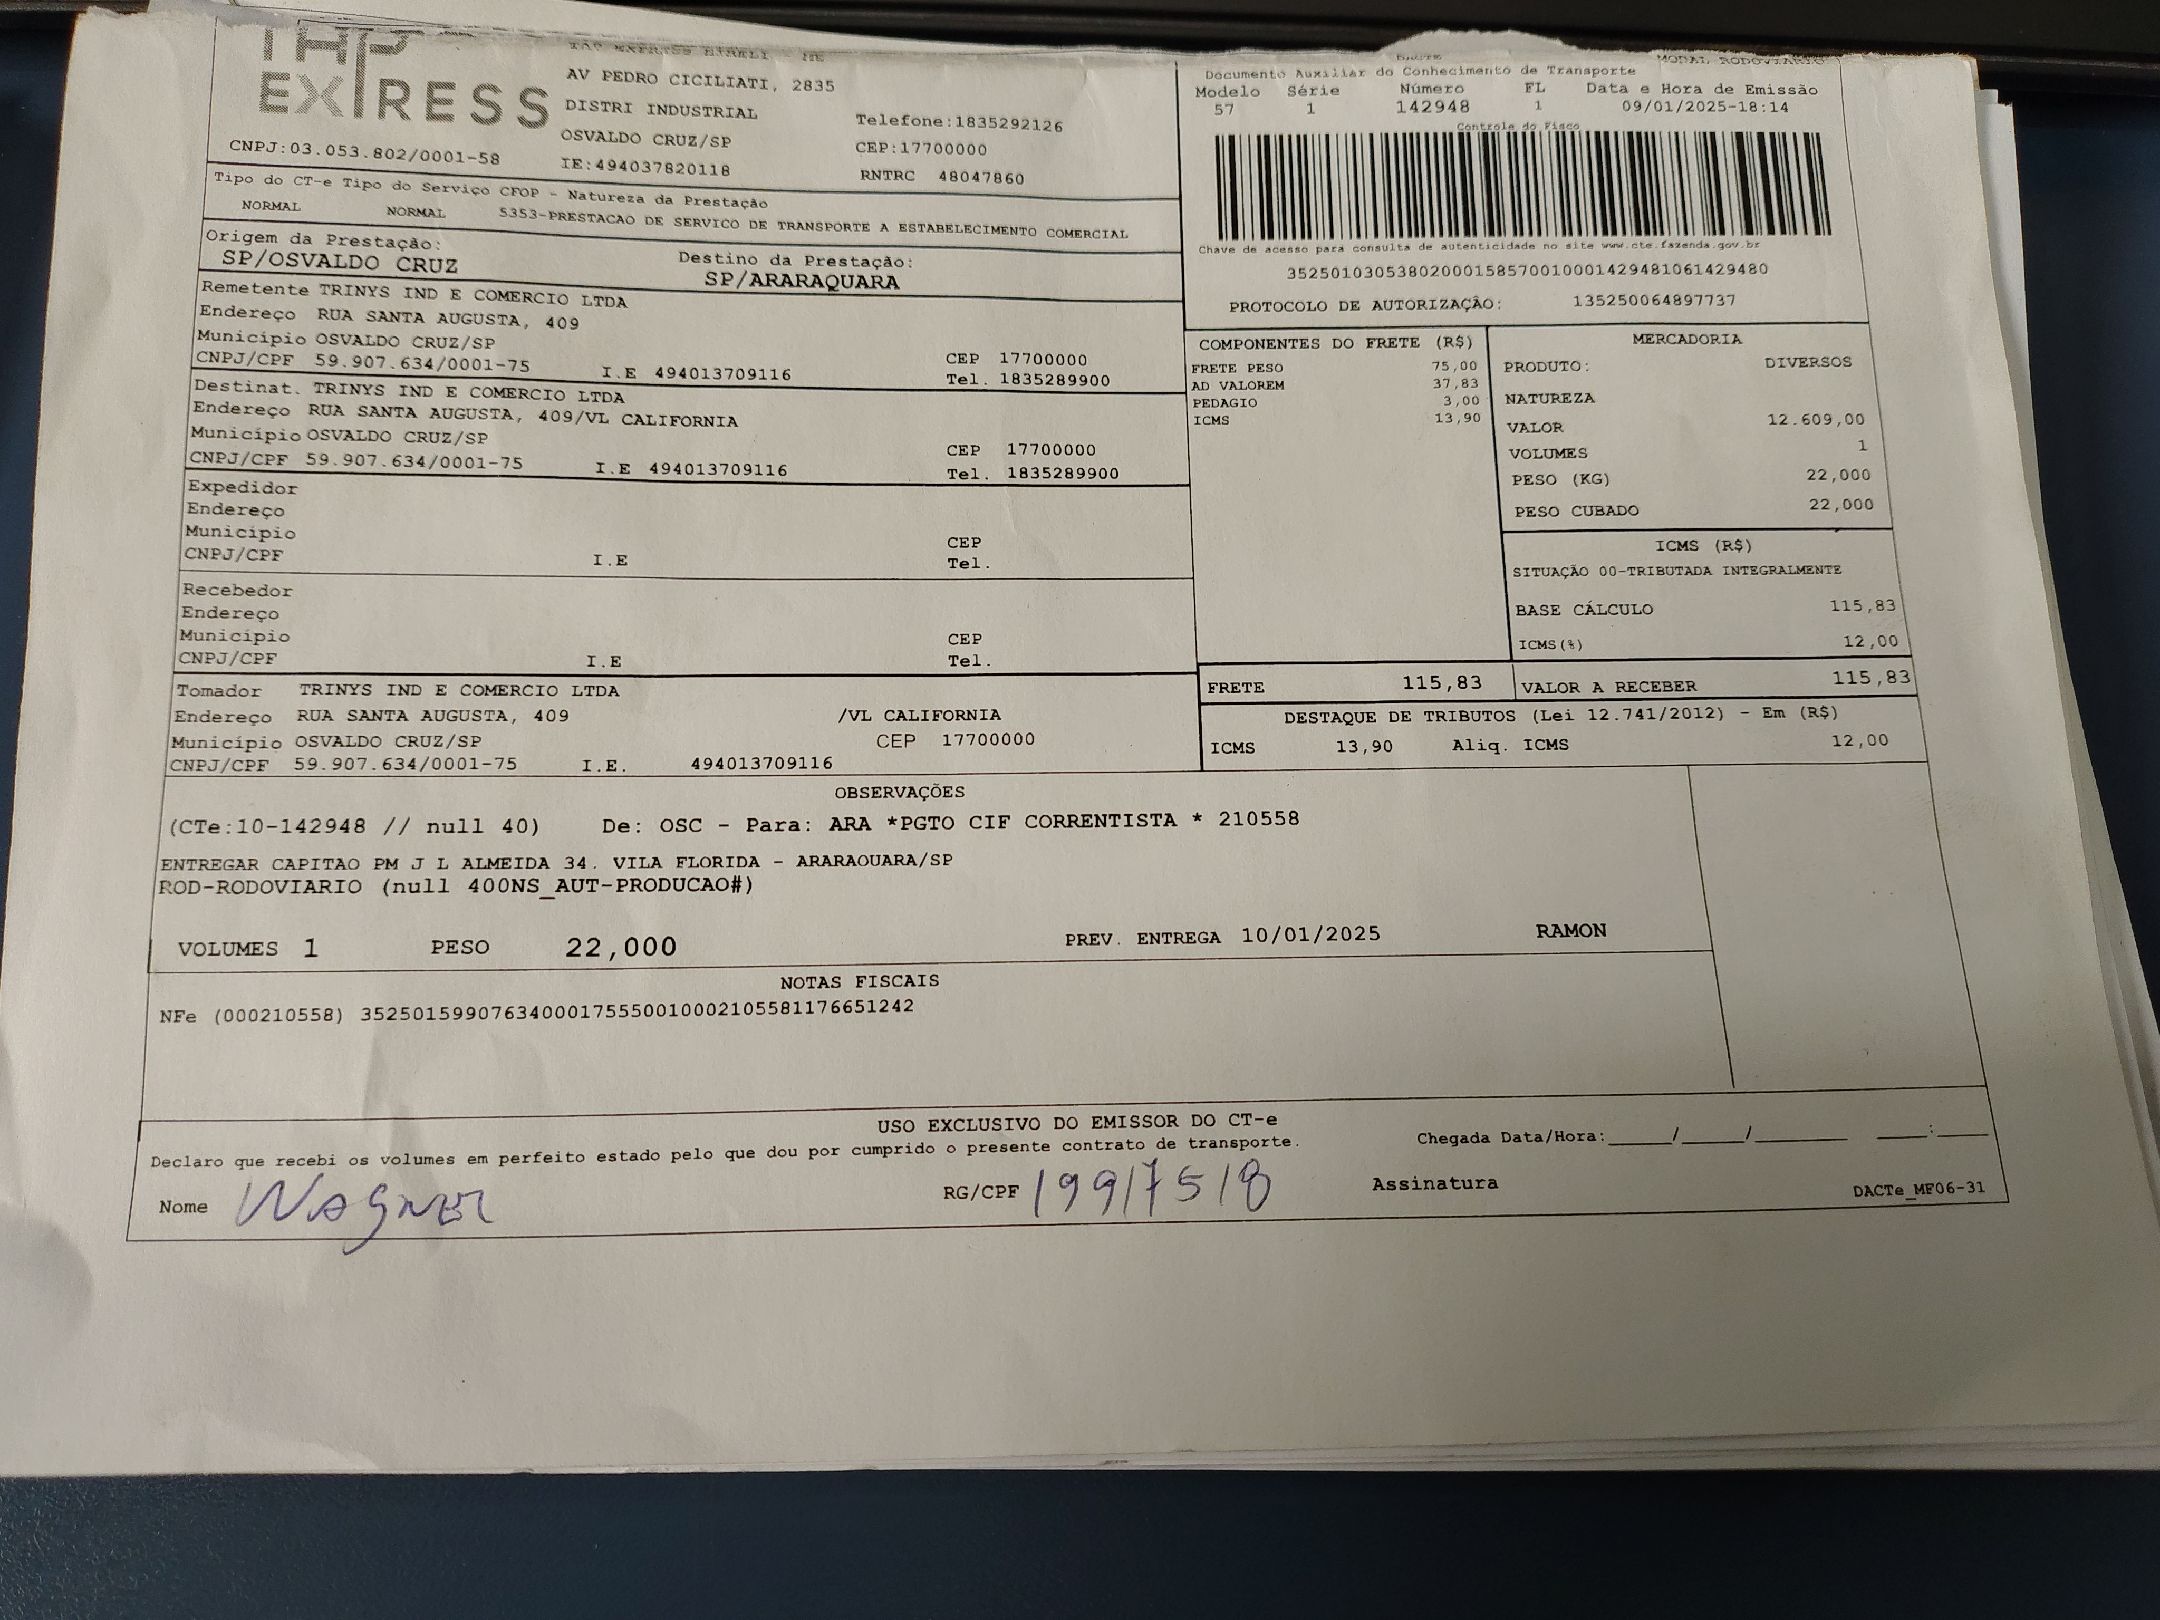 TAP
EXPRESS
CNPJ:03.053.802/0001-58
AV PEDRO CICILIATI, 2835
DISTRI INDUSTRIAL
OSVALDO CRUZ/SP
IE:494037820118
Telefone:1835292126
CEP:17700000
RNTRC 48047860
MODAL RODOVIARIO
Documento Auxiliar do Conhecimento de Transporte
Modelo Série Número FL Data e Hora de Emissão
57 1 142948 1 09/01/2025-18:14
Controle do Fisco
Chave de acesso para consulta de autenticidade no site www.cte.fazenda.gov.br
35250103053802000158570010001429481061429480
PROTOCOLO DE AUTORIZAÇÃO: 135250064897737
Tipo do CT-e Tipo do Serviço CFOP - Natureza da Prestação
NORMAL NORMAL 5353-PRESTACAO DE SERVICO DE TRANSPORTE A ESTABELECIMENTO COMERCIAL
Origem da Prestação: Destino da Prestação:
SP/OSVALDO CRUZ SP/ARARAQUARA
Remetente TRINYS IND E COMERCIO LTDA
Endereço RUA SANTA AUGUSTA, 409
Município OSVALDO CRUZ/SP CEP 17700000
CNPJ/CPF 59.907.634/0001-75 I.E 494013709116 Tel. 1835289900
Destinat. TRINYS IND E COMERCIO LTDA
Endereço RUA SANTA AUGUSTA, 409/VL CALIFORNIA
Município OSVALDO CRUZ/SP CEP 17700000
CNPJ/CPF 59.907.634/0001-75 I.E 494013709116 Tel. 1835289900
Expedidor
Endereço
Município CEP
CNPJ/CPF I.E Tel.
Recebedor
Endereço
Município CEP
CNPJ/CPF I.E Tel.
Tomador TRINYS IND E COMERCIO LTDA
Endereço RUA SANTA AUGUSTA, 409 /VL CALIFORNIA
Município OSVALDO CRUZ/SP CEP 17700000
CNPJ/CPF 59.907.634/0001-75 I.E. 494013709116
COMPONENTES DO FRETE (R$)
FRETE PESO 75,00
AD VALOREM 37,83
PEDAGIO 3,00
ICMS 13,90
MERCADORIA
PRODUTO: DIVERSOS
NATUREZA
VALOR 12.609,00
VOLUMES 1
PESO (KG) 22,000
PESO CUBADO 22,000
ICMS (R$)
SITUAÇÃO 00-TRIBUTADA INTEGRALMENTE
BASE CÁLCULO 115,83
ICMS(%) 12,00
FRETE 115,83 VALOR A RECEBER 115,83
DESTAQUE DE TRIBUTOS (Lei 12.741/2012) - Em (R$)
ICMS 13,90 Aliq. ICMS 12,00
OBSERVAÇÕES
(CTe:10-142948 // null 40) De: OSC - Para: ARA *PGTO CIF CORRENTISTA * 210558
ENTREGAR CAPITAO PM J L ALMEIDA 34. VILA FLORIDA - ARARAOUARA/SP
ROD-RODOVIARIO (null 400NS_AUT-PRODUCAO#)
VOLUMES 1 PESO 22,000 PREV. ENTREGA 10/01/2025 RAMON
NOTAS FISCAIS
NFe (000210558) 35250159907634000175550010002105581176651242
USO EXCLUSIVO DO EMISSOR DO CT-e
Declaro que recebi os volumes em perfeito estado pelo que dou por cumprido o presente contrato de transporte. Chegada Data/Hora:_____/_____/________ ____:____
Nome Wagner RG/CPF 19917518 Assinatura DACTe_MF06-31